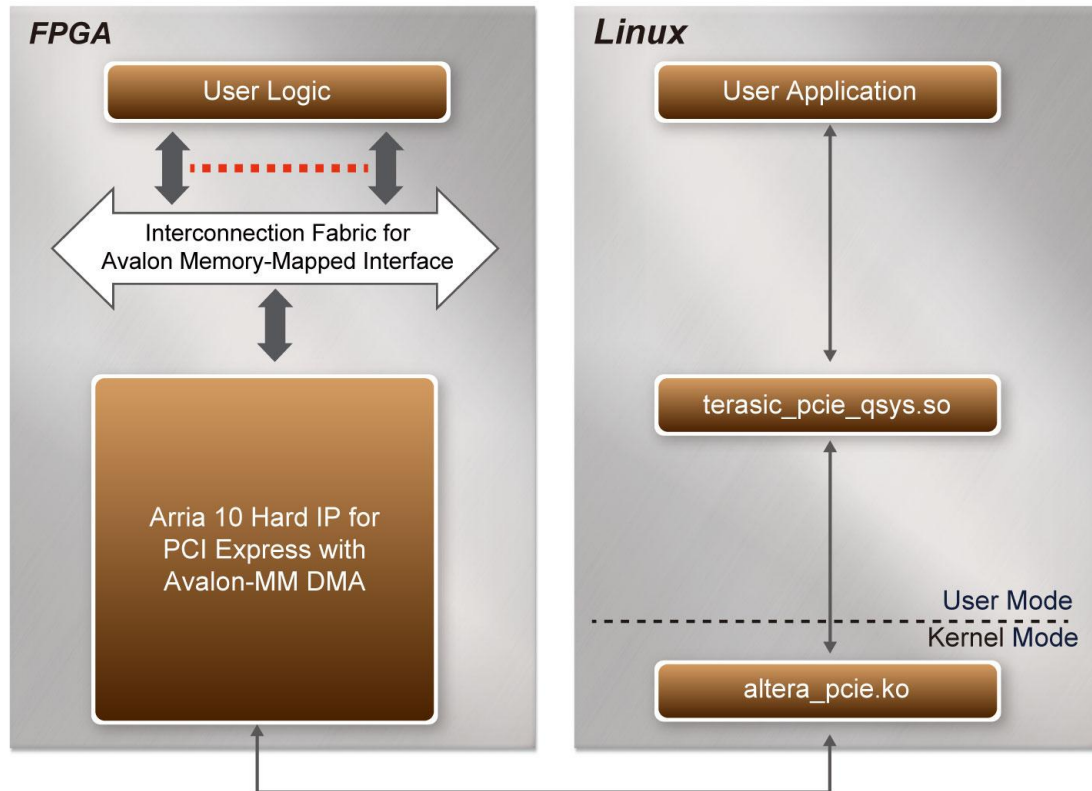 FPGA
User Logic
Interconnection Fabric for
Avalon Memory-Mapped Interface
Arria 10 Hard IP for
PCI Express with
Avalon-MM DMA
Linux
User Application
terasic_pcie_qsys.so
User Mode
Kernel Mode
altera_pcie.ko